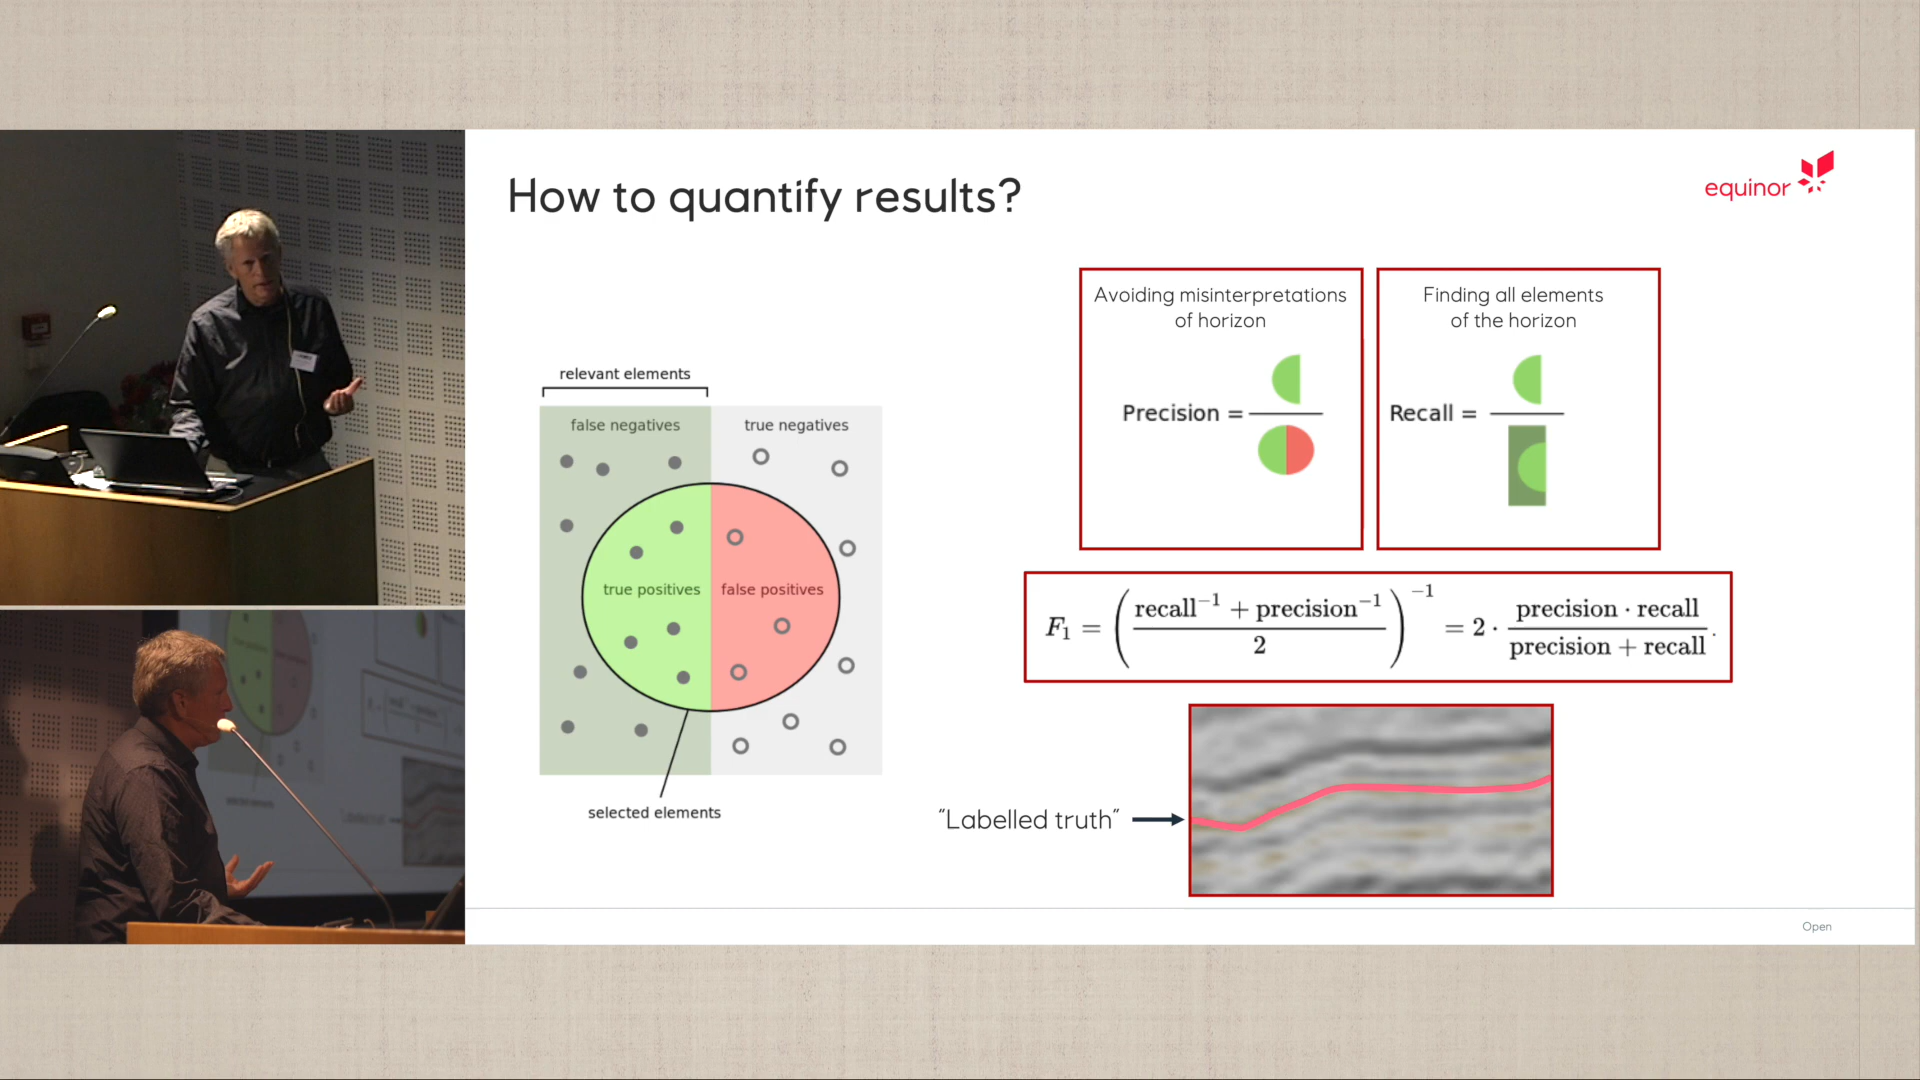 How to quantify results?
equinor
relevant elements
false negatives
true negatives
true positives
false positives
selected elements
Avoiding misinterpretations
of horizon
Precision =
Finding all elements
of the horizon
Recall =
F₁ = ( (recall⁻¹ + precision⁻¹) / 2 )⁻¹ = 2 · (precision · recall) / (precision + recall) .
“Labelled truth”
Open